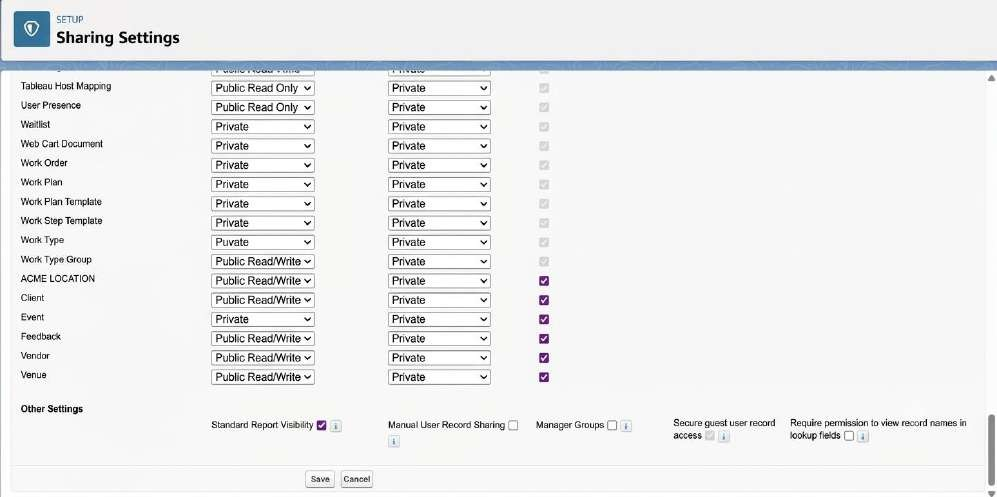 SETUP
Sharing Settings
Tableau Host Mapping Public Read Only Private
User Presence Public Read Only Private
Waitlist Private Private
Web Cart Document Private Private
Work Order Private Private
Work Plan Private Private
Work Plan Template Private Private
Work Step Template Private Private
Work Type Puvate Private
Work Type Group Public Read/Write Private
ACME LOCATION Public Read/Write Private
Client Public Read/Write Private
Event Private Private
Feedback Public Read/Write Private
Vendor Public Read/Write Private
Venue Public Read/Write Private
Other Settings
Standard Report Visibility i Manual User Record Sharing i Manager Groups i Secure guest user record access i Require permission to view record names in lookup fields i
Save Cancel